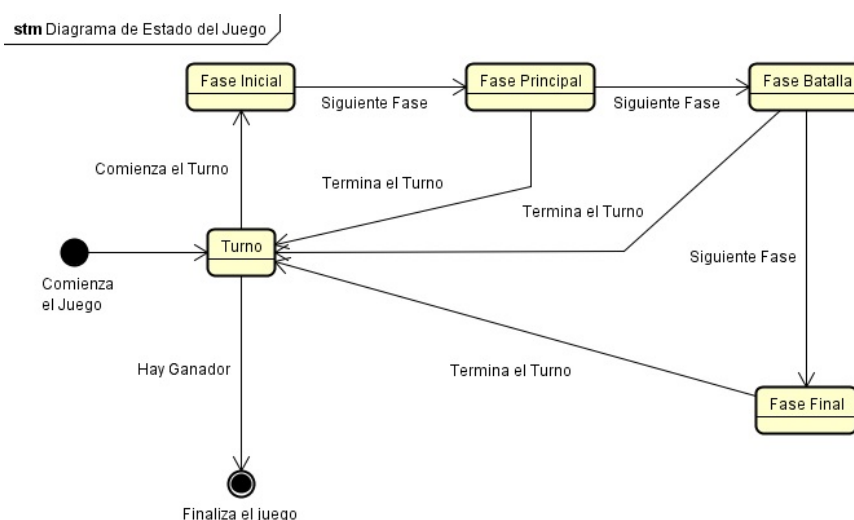 stm Diagrama de Estado del Juego
Fase Inicial
Siguiente Fase
Fase Principal
Siguiente Fase
Fase Batalla
Comienza el Turno
Termina el Turno
Termina el Turno
Turno
Siguiente Fase
Comienza
el Juego
Hay Ganador
Termina el Turno
Fase Final
Finaliza el juego